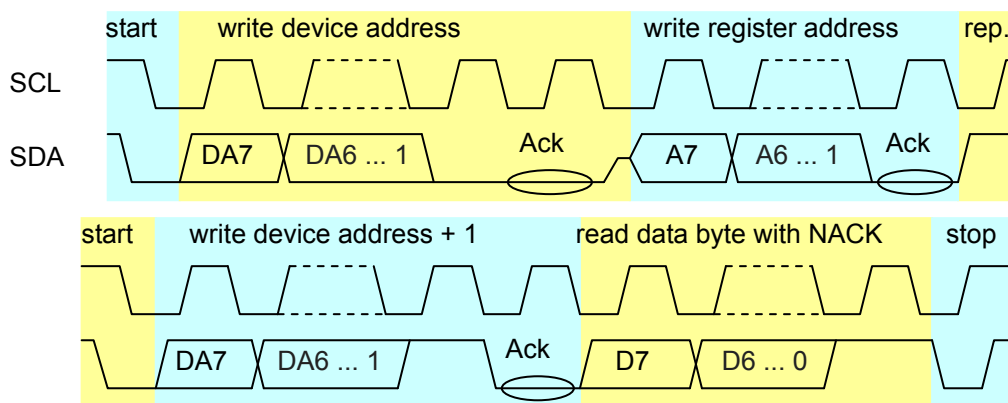 start write device address write register address rep.
SCL
SDA DA7 DA6 ... 1 Ack A7 A6 ... 1 Ack
start write device address + 1 read data byte with NACK stop
DA7 DA6 ... 1 Ack D7 D6 ... 0